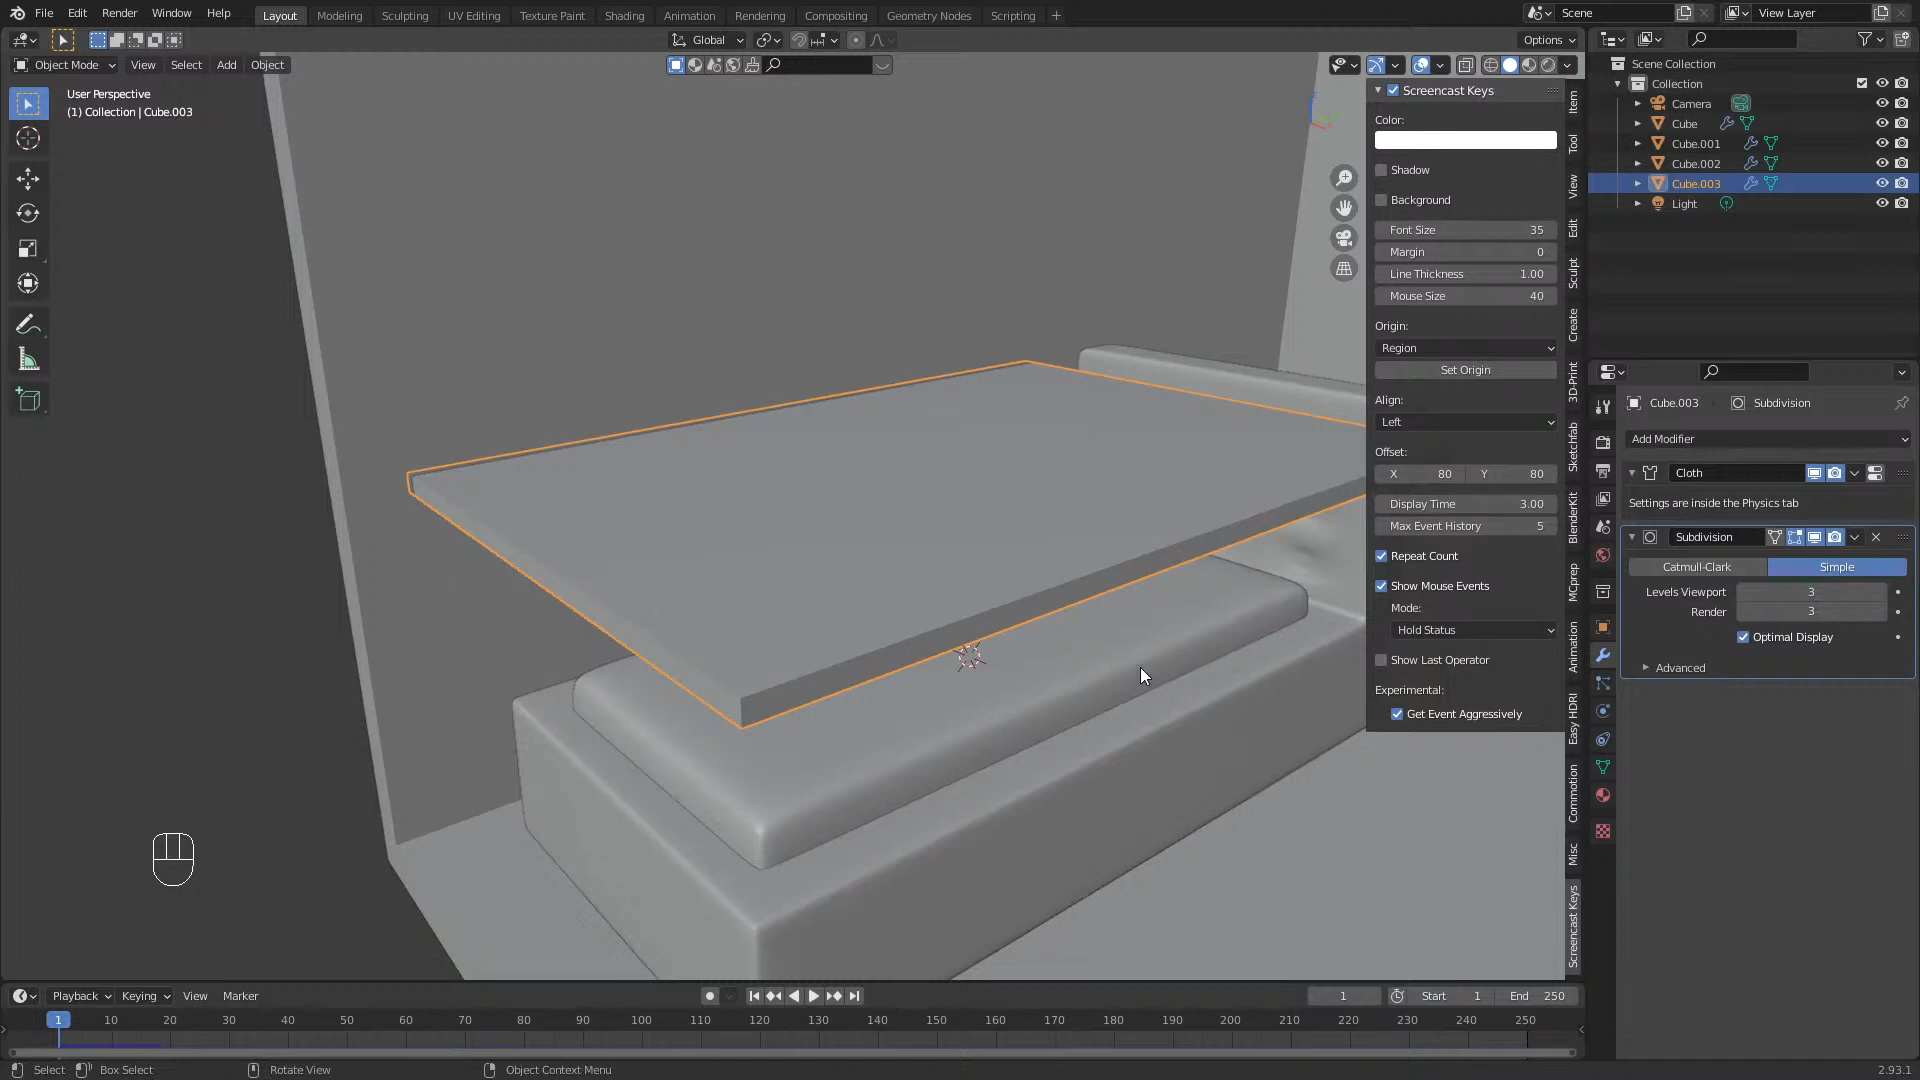 File Edit Render Window Help Layout Modeling Sculpting UV Editing Texture Paint Shading Animation Rendering Compositing Geometry Nodes Scripting + Scene View Layer
Global Options
Object Mode View Select Add Object
User Perspective
(1) Collection | Cube.003
Screencast Keys
Color:
Shadow
Background
Font Size 35
Margin 0
Line Thickness 1.00
Mouse Size 40
Origin:
Region
Set Origin
Align:
Left
Offset:
X 80 Y 80
Display Time 3.00
Max Event History 5
Repeat Count
Show Mouse Events
Mode:
Hold Status
Show Last Operator
Experimental:
Get Event Aggressively
Item
Tool
View
Edit
Sculpt
Create
3D-Print
Sketchfab
BlenderKit
MCprep
Animation
Easy HDRI
Commotion
Misc
Screencast Keys
Scene Collection
Collection
Camera
Cube
Cube.001
Cube.002
Cube.003
Light
Cube.003 Subdivision
Add Modifier
Cloth
Settings are inside the Physics tab
Subdivision
Catmull-Clark Simple
Levels Viewport 3
Render 3
Optimal Display
Advanced
Playback Keying View Marker 1 Start 1 End 250
1 10 20 30 40 50 60 70 80 90 100 110 120 130 140 150 160 170 180 190 200 210 220 230 240 250
Select Box Select Rotate View Object Context Menu 2.93.1